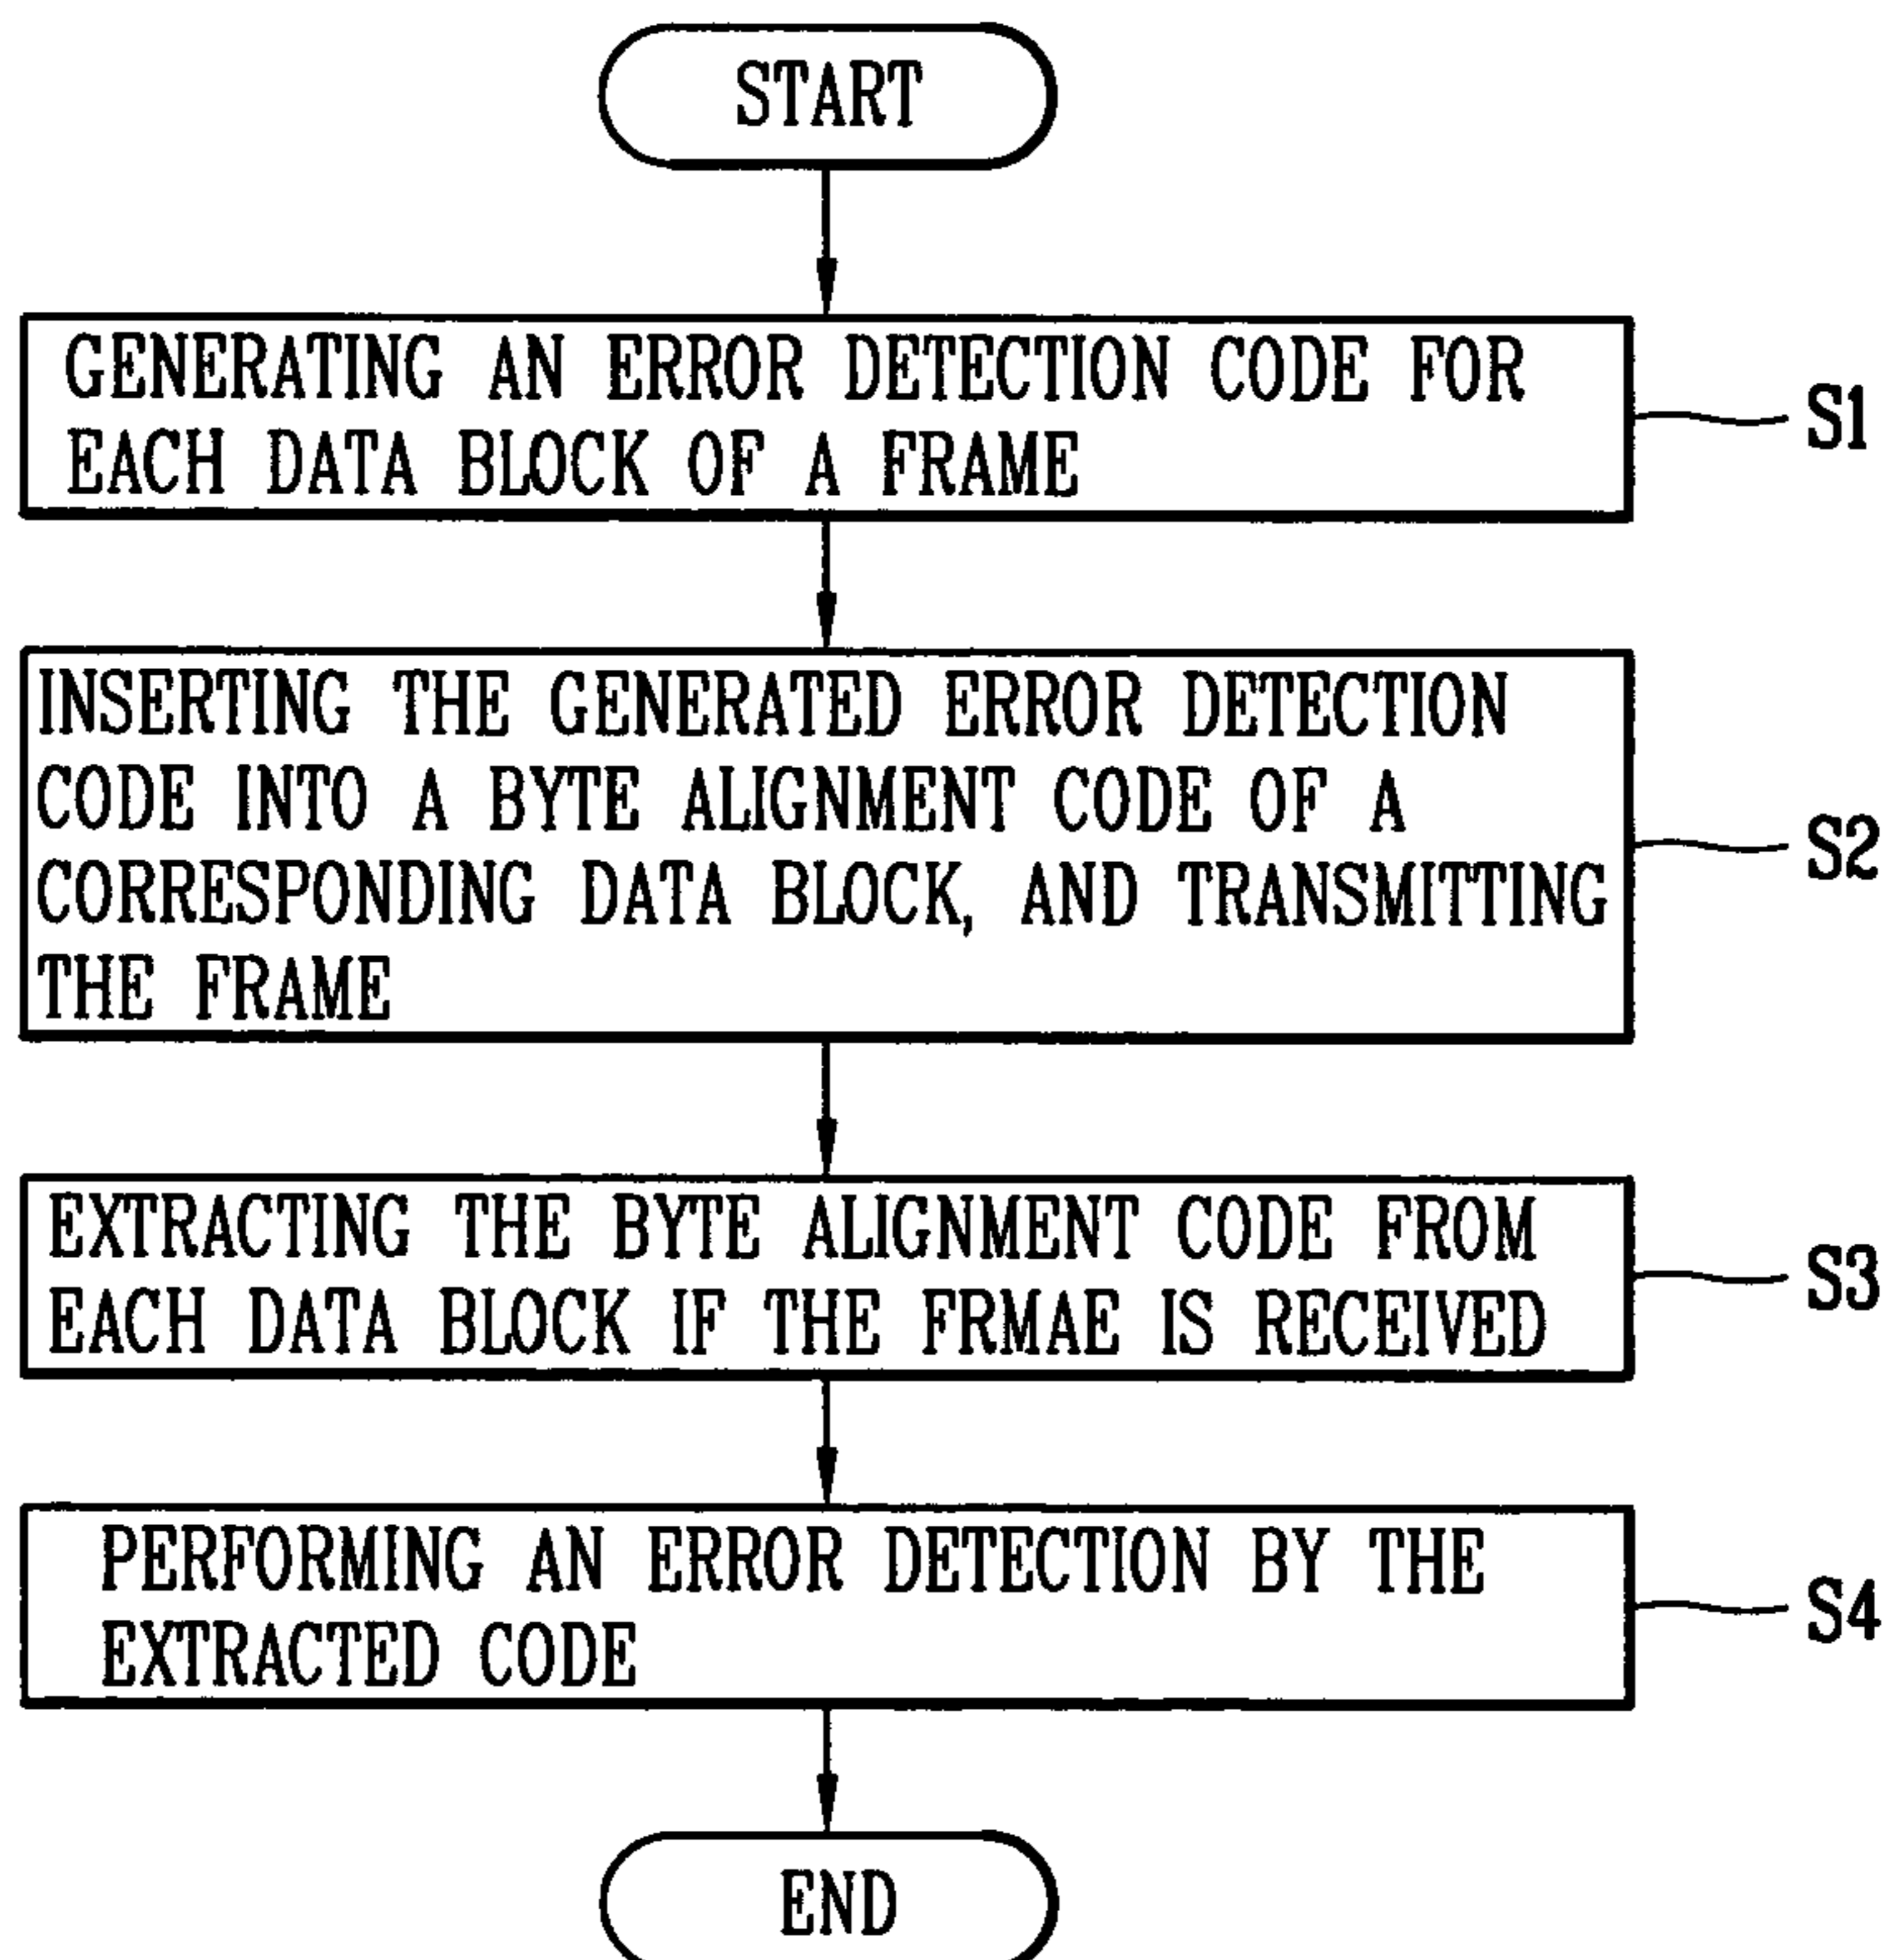 START
GENERATING AN ERROR DETECTION CODE FOR
EACH DATA BLOCK OF A FRAME
S1
INSERTING THE GENERATED ERROR DETECTION
CODE INTO A BYTE ALIGNMENT CODE OF A
CORRESPONDING DATA BLOCK, AND TRANSMITTING
THE FRAME
S2
EXTRACTING THE BYTE ALIGNMENT CODE FROM
EACH DATA BLOCK IF THE FRMAE IS RECEIVED
S3
PERFORMING AN ERROR DETECTION BY THE
EXTRACTED CODE
S4
END